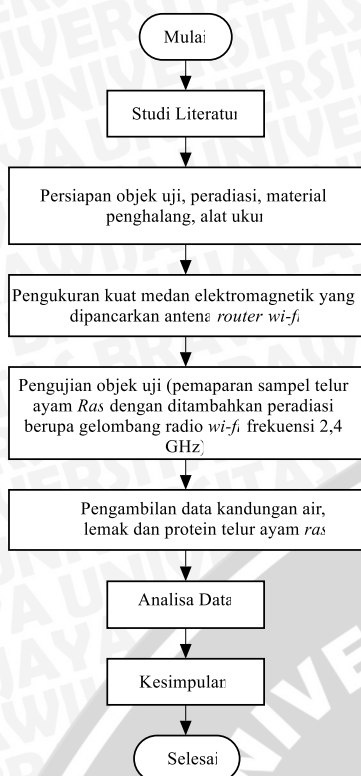 Mulai
Studi Literatur
Persiapan objek uji, peradiasi, material
penghalang, alat ukur
Pengukuran kuat medan elektromagnetik yang
dipancarkan antena router wi-fi
Pengujian objek uji (pemaparan sampel telur
ayam Ras dengan ditambahkan peradiasi
berupa gelombang radio wi-fi frekuensi 2,4
GHz)
Pengambilan data kandungan air,
lemak dan protein telur ayam ras
Analisa Data
Kesimpulan
Selesai